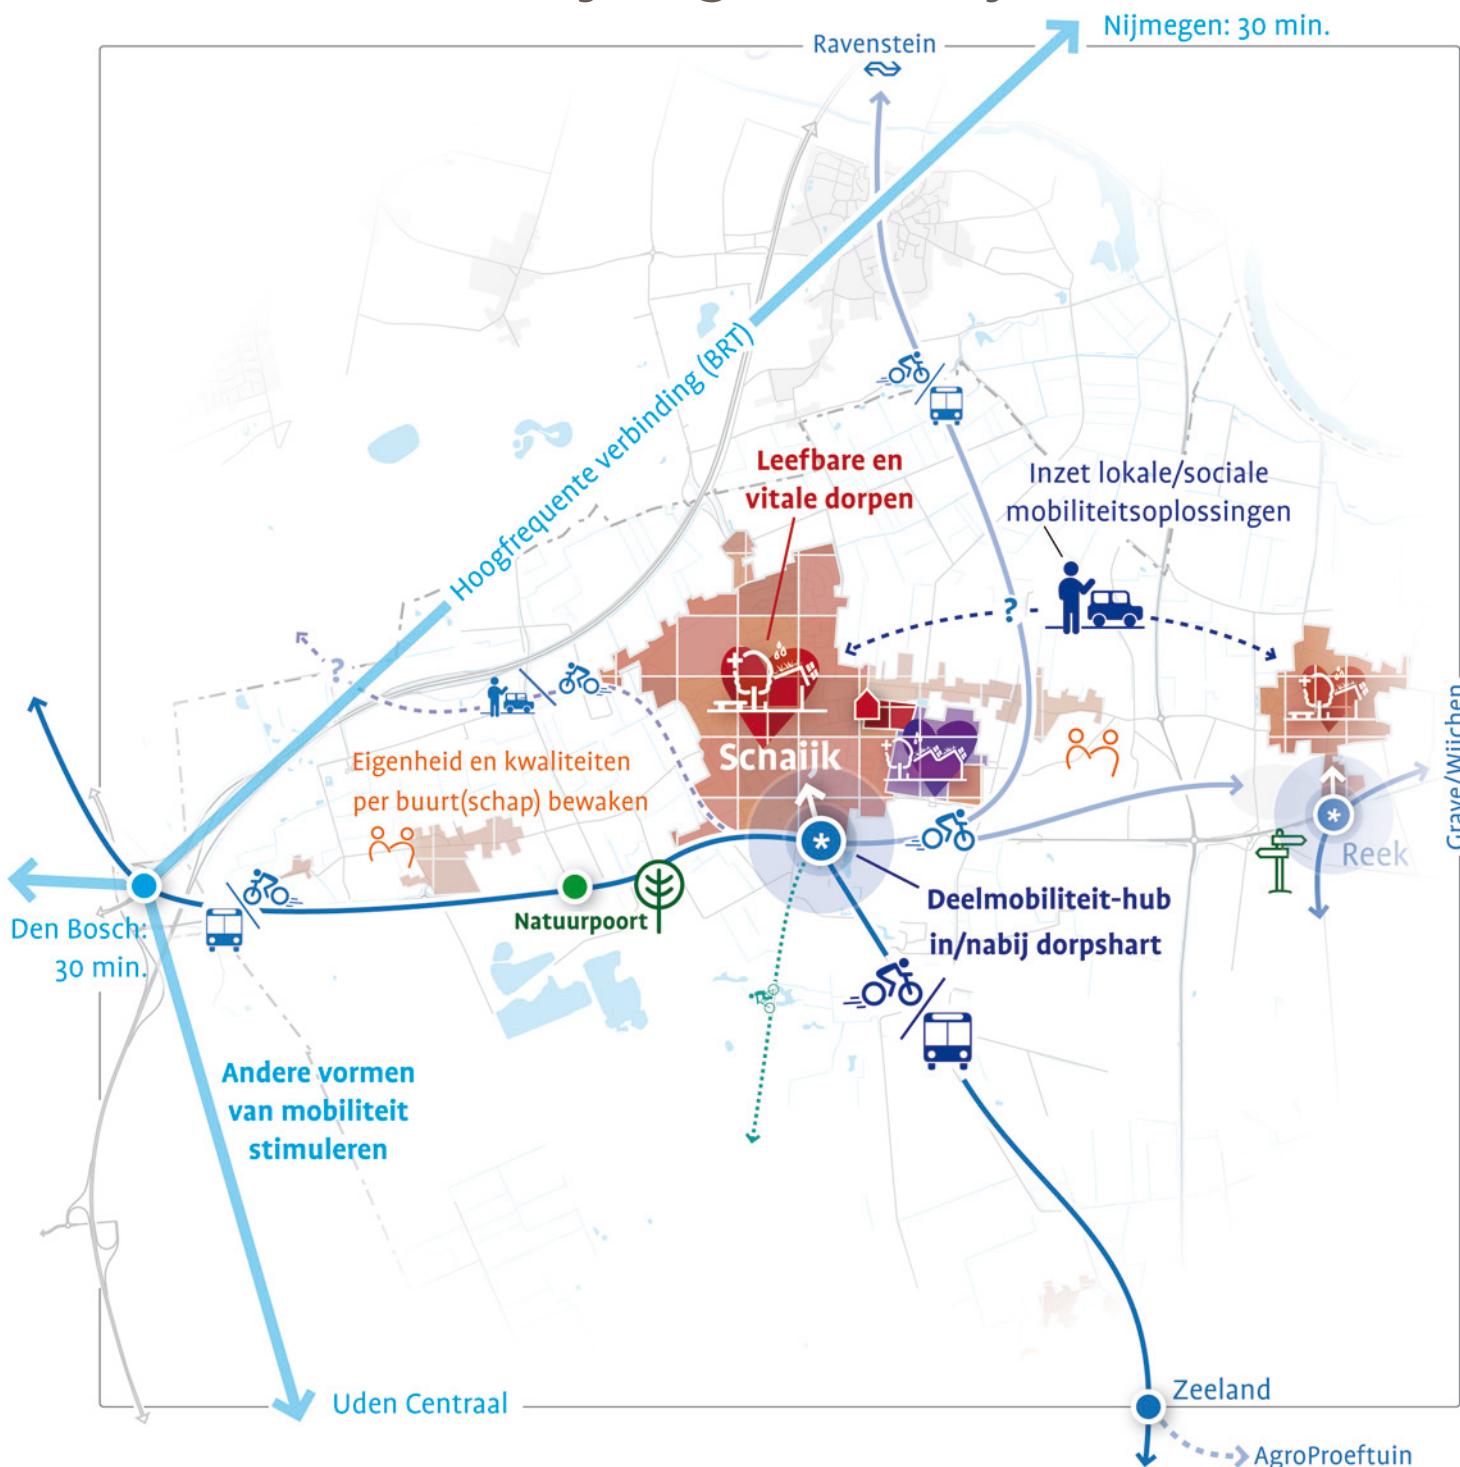 Nijmegen: 30 min.
Ravenstein
Hoogfrequente verbinding (BRT)
Leefbare en
vitale dorpen
Inzet lokale/sociale
mobiliteitsoplossingen
?
?
Schaijk
Eigenheid en kwaliteiten
per buurt(schap) bewaken
Grave/Wijchen
*
*
Reek
Natuurpoort
Deelmobiliteit-hub
in/nabij dorpshart
Den Bosch:
30 min.
Andere vormen
van mobiliteit
stimuleren
Uden Centraal
Zeeland
AgroProeftuin